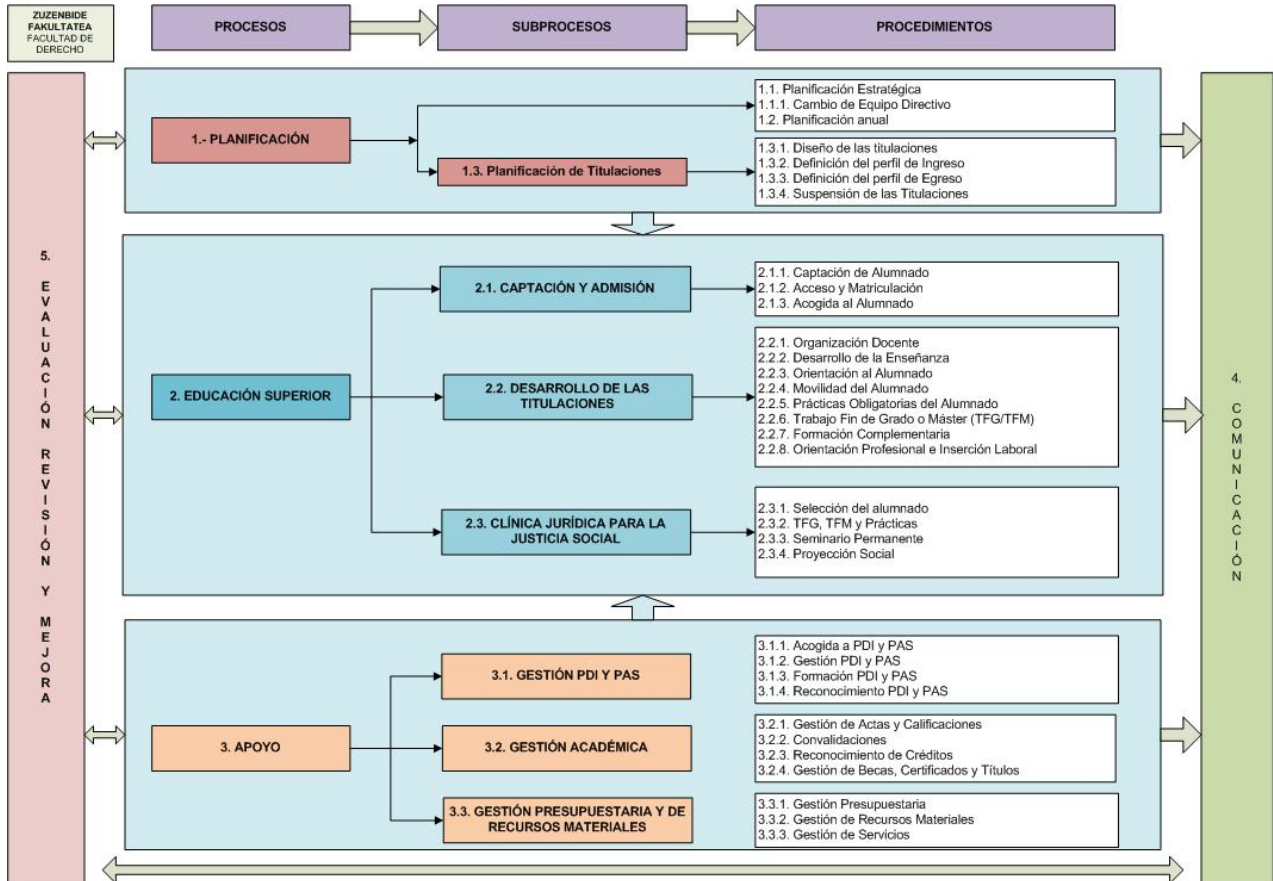 ZUZENBIDE
FAKULTATEA
FACULTAD DE
DERECHO
PROCESOS
SUBPROCESOS
PROCEDIMIENTOS
5.
EVALUACIÓN
REVISIÓN
Y
MEJORA
1.- PLANIFICACIÓN
1.1. Planificación Estratégica
1.1.1. Cambio de Equipo Directivo
1.2. Planificación anual
1.3. Planificación de Titulaciones
1.3.1. Diseño de las titulaciones
1.3.2. Definición del perfil de Ingreso
1.3.3. Definición del perfil de Egreso
1.3.4. Suspensión de las Titulaciones
2. EDUCACIÓN SUPERIOR
2.1. CAPTACIÓN Y ADMISIÓN
2.1.1. Captación de Alumnado
2.1.2. Acceso y Matriculación
2.1.3. Acogida al Alumnado
2.2. DESARROLLO DE LAS
TITULACIONES
2.2.1. Organización Docente
2.2.2. Desarrollo de la Enseñanza
2.2.3. Orientación al Alumnado
2.2.4. Movilidad del Alumnado
2.2.5. Prácticas Obligatorias del Alumnado
2.2.6. Trabajo Fin de Grado o Máster (TFG/TFM)
2.2.7. Formación Complementaria
2.2.8. Orientación Profesional e Inserción Laboral
2.3. CLÍNICA JURÍDICA PARA LA
JUSTICIA SOCIAL
2.3.1. Selección del alumnado
2.3.2. TFG, TFM y Prácticas
2.3.3. Seminario Permanente
2.3.4. Proyección Social
3. APOYO
3.1. GESTIÓN PDI Y PAS
3.1.1. Acogida a PDI y PAS
3.1.2. Gestión PDI y PAS
3.1.3. Formación PDI y PAS
3.1.4. Reconocimiento PDI y PAS
3.2. GESTIÓN ACADÉMICA
3.2.1. Gestión de Actas y Calificaciones
3.2.2. Convalidaciones
3.2.3. Reconocimiento de Créditos
3.2.4. Gestión de Becas, Certificados y Títulos
3.3. GESTIÓN PRESUPUESTARIA Y DE
RECURSOS MATERIALES
3.3.1. Gestión Presupuestaria
3.3.2. Gestión de Recursos Materiales
3.3.3. Gestión de Servicios
4.
COMUNICACIÓN